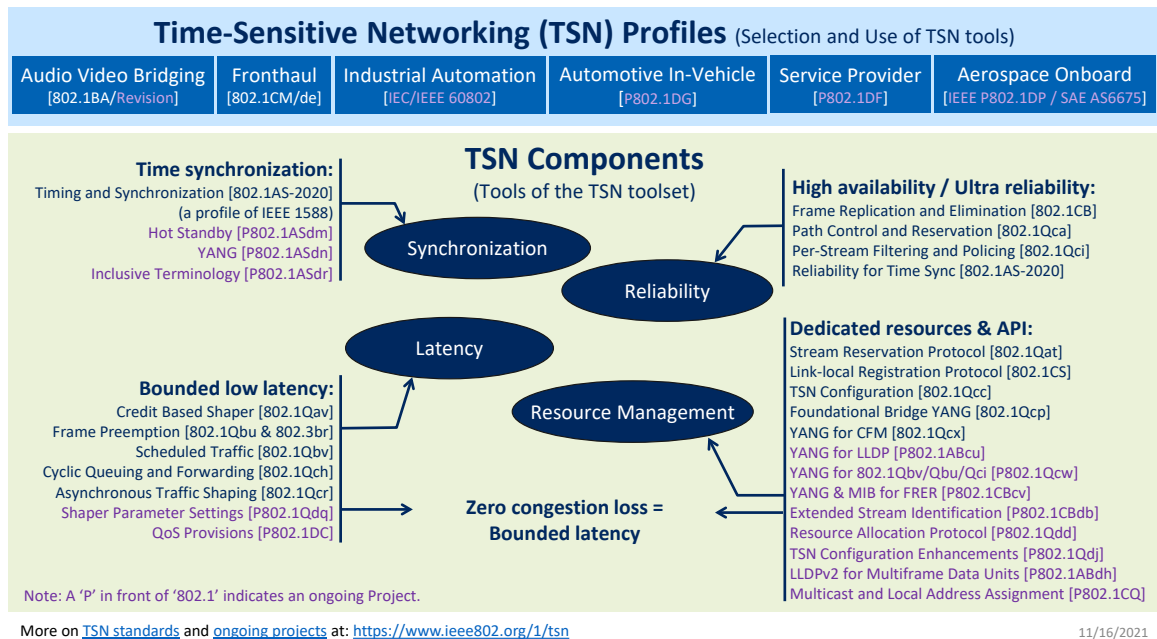 Time-Sensitive Networking (TSN) Profiles (Selection and Use of TSN tools)
Audio Video Bridging
[802.1BA/Revision]
Fronthaul
[802.1CM/de]
Industrial Automation
[IEC/IEEE 60802]
Automotive In-Vehicle
[P802.1DG]
Service Provider
[P802.1DF]
Aerospace Onboard
[IEEE P802.1DP / SAE AS6675]
TSN Components
(Tools of the TSN toolset)
Time synchronization:
Timing and Synchronization [802.1AS-2020]
(a profile of IEEE 1588)
Hot Standby [P802.1ASdm]
YANG [P802.1ASdn]
Inclusive Terminology [P802.1ASdr]
Synchronization
High availability / Ultra reliability:
Frame Replication and Elimination [802.1CB]
Path Control and Reservation [802.1Qca]
Per-Stream Filtering and Policing [802.1Qci]
Reliability for Time Sync [802.1AS-2020]
Reliability
Latency
Bounded low latency:
Credit Based Shaper [802.1Qav]
Frame Preemption [802.1Qbu & 802.3br]
Scheduled Traffic [802.1Qbv]
Cyclic Queuing and Forwarding [802.1Qch]
Asynchronous Traffic Shaping [802.1Qcr]
Shaper Parameter Settings [P802.1Qdq]
QoS Provisions [P802.1DC]
Resource Management
Dedicated resources & API:
Stream Reservation Protocol [802.1Qat]
Link-local Registration Protocol [802.1CS]
TSN Configuration [802.1Qcc]
Foundational Bridge YANG [802.1Qcp]
YANG for CFM [802.1Qcx]
YANG for LLDP [P802.1ABcu]
YANG for 802.1Qbv/Qbu/Qci [P802.1Qcw]
YANG & MIB for FRER [P802.1CBcv]
Extended Stream Identification [P802.1CBdb]
Resource Allocation Protocol [P802.1Qdd]
TSN Configuration Enhancements [P802.1Qdj]
LLDPv2 for Multiframe Data Units [P802.1ABdh]
Multicast and Local Address Assignment [P802.1CQ]
Zero congestion loss =
Bounded latency
Note: A ‘P’ in front of ‘802.1’ indicates an ongoing Project.
More on TSN standards and ongoing projects at: https://www.ieee802.org/1/tsn
11/16/2021